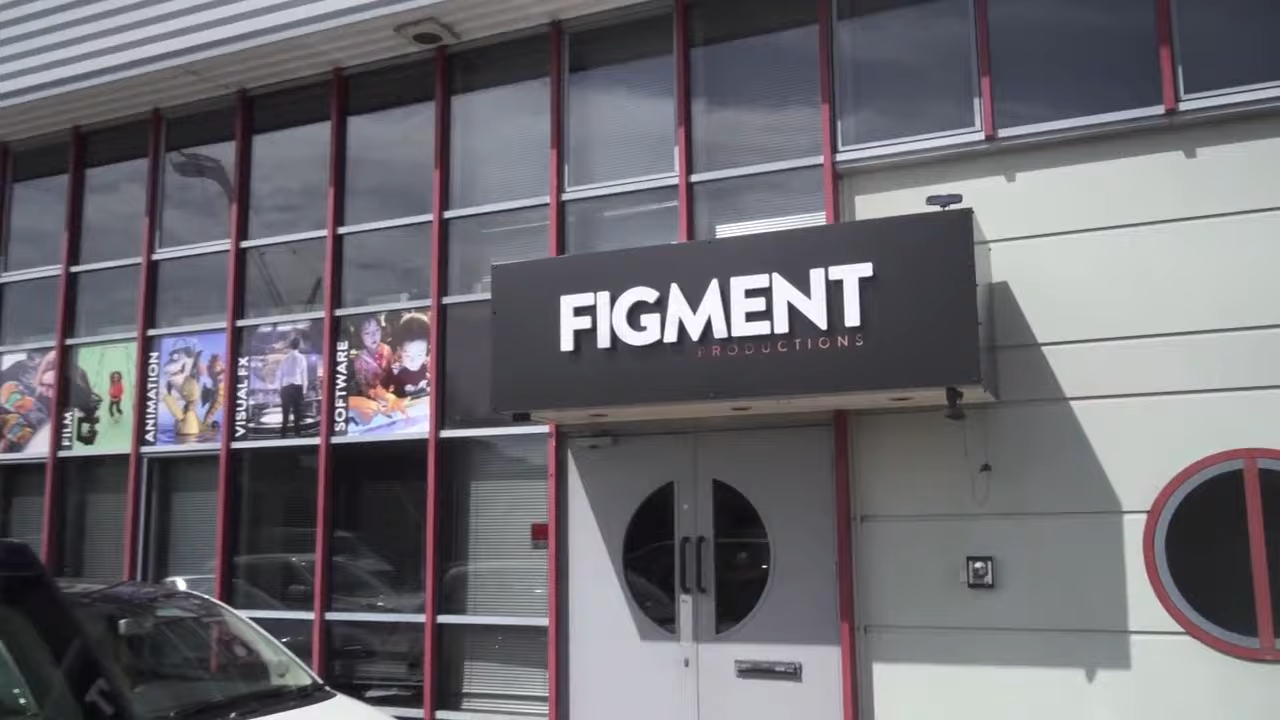 FIGMENT
PRODUCTIONS
FILM
ANIMATION
VISUAL FX
SOFTWARE